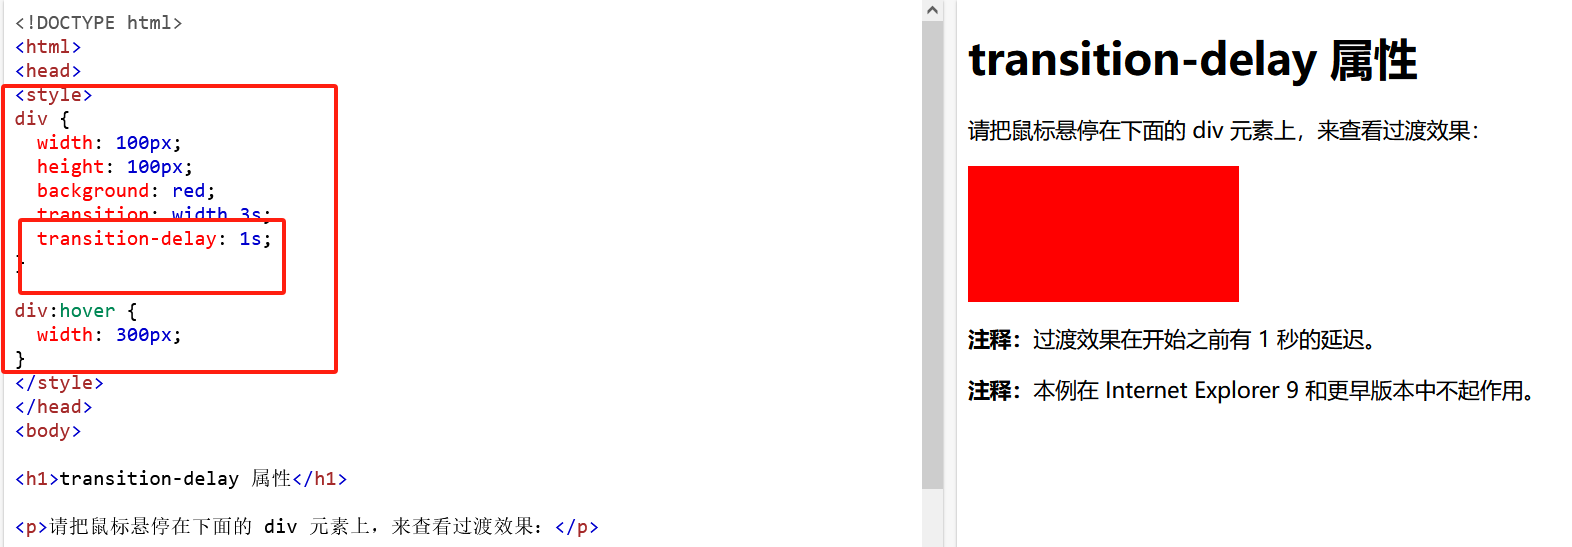 <!DOCTYPE html>
<html>
<head>
<style>
div {
  width: 100px;
  height: 100px;
  background: red;
  transition: width 3s;
  transition-delay: 1s;
}

div:hover {
  width: 300px;
}
</style>
</head>
<body>

<h1>transition-delay 属性</h1>

<p>请把鼠标悬停在下面的 div 元素上，来查看过渡效果：</p>
transition-delay 属性
请把鼠标悬停在下面的 div 元素上，来查看过渡效果：
注释：过渡效果在开始之前有 1 秒的延迟。
注释：本例在 Internet Explorer 9 和更早版本中不起作用。